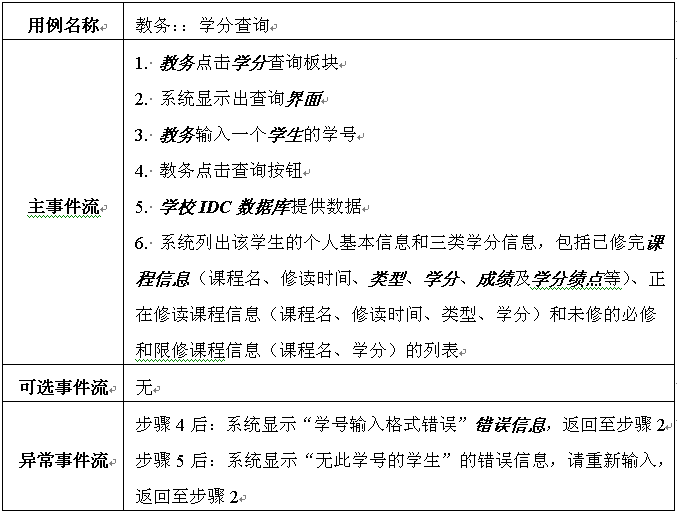 用例名称
教务::学分查询
主事件流
1. 教务点击学分查询板块
2. 系统显示出查询界面
3. 教务输入一个学生的学号
4. 教务点击查询按钮
5. 学校 IDC 数据库提供数据
6. 系统列出该学生的个人基本信息和三类学分信息，包括已修完课
程信息（课程名、修读时间、类型、学分、成绩及学分绩点等）、正
在修读课程信息（课程名、修读时间、类型、学分）和未修的必修
和限修课程信息（课程名、学分）的列表
可选事件流
无
异常事件流
步骤 4 后：系统显示“学号输入格式错误”错误信息，返回至步骤 2
步骤 5 后：系统显示“无此学号的学生”的错误信息，请重新输入，
返回至步骤 2